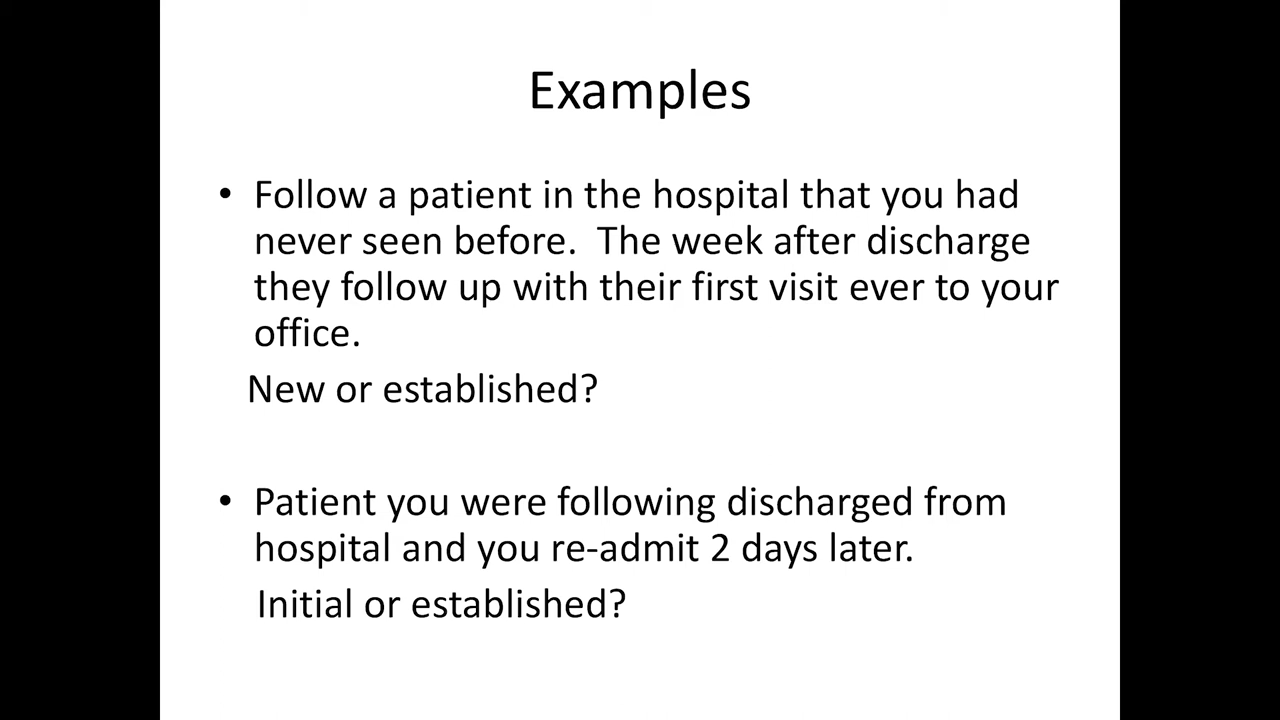 Examples
• Follow a patient in the hospital that you had
never seen before.  The week after discharge
they follow up with their first visit ever to your
office.
New or established?
• Patient you were following discharged from
hospital and you re-admit 2 days later.
Initial or established?